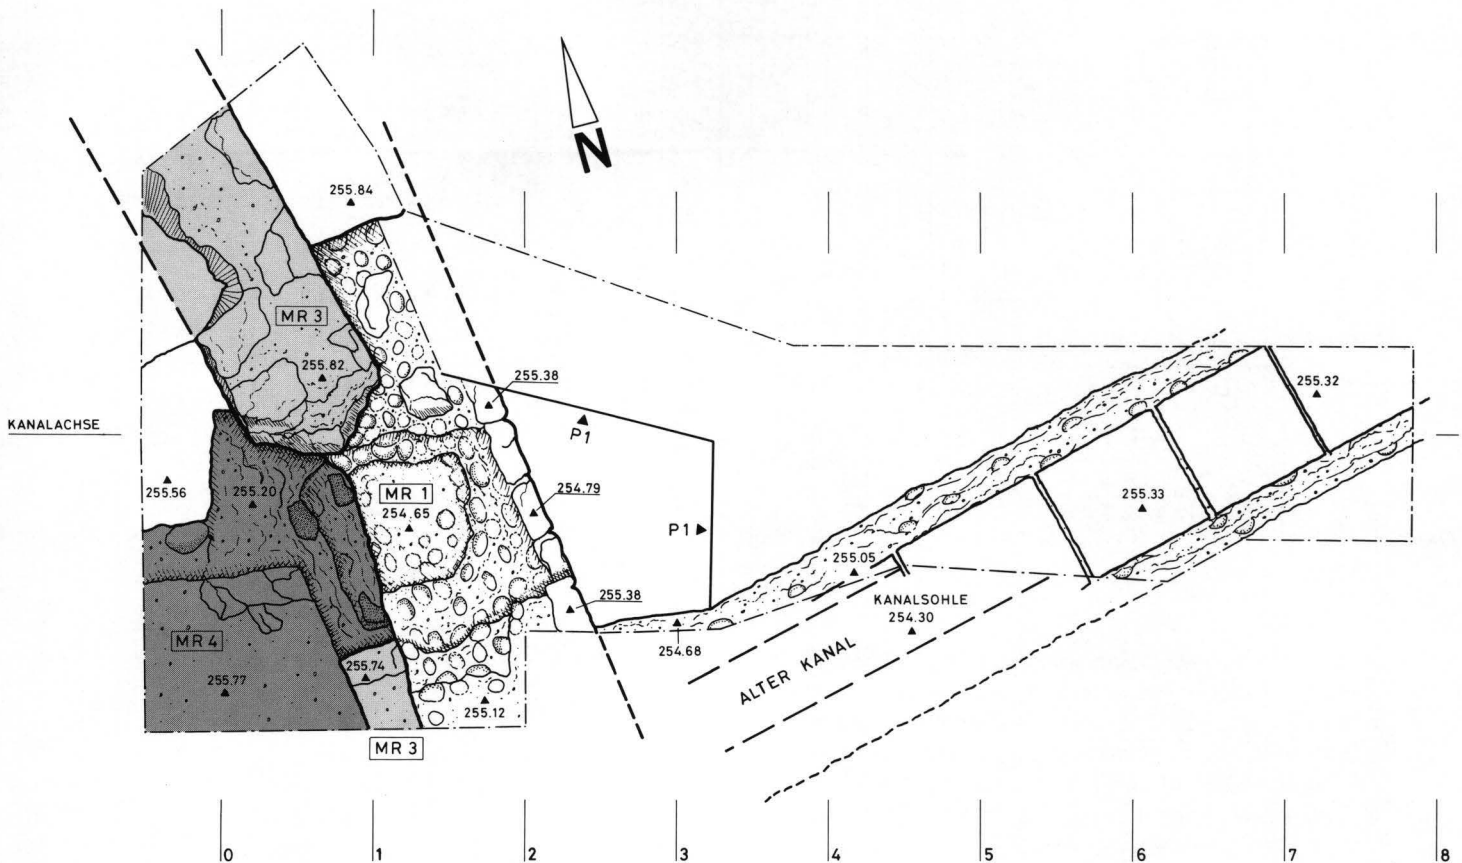 N
255.84
MR 3
255.82
255.38
P1
255.32
KANALACHSE
255.56
255.20
MR 1
254.65
254.79
P1
255.33
255.05
KANALSOHLE
254.30
255.38
254.68
ALTER KANAL
MR 4
255.74
255.77
255.12
MR 3
0 1 2 3 4 5 6 7 8